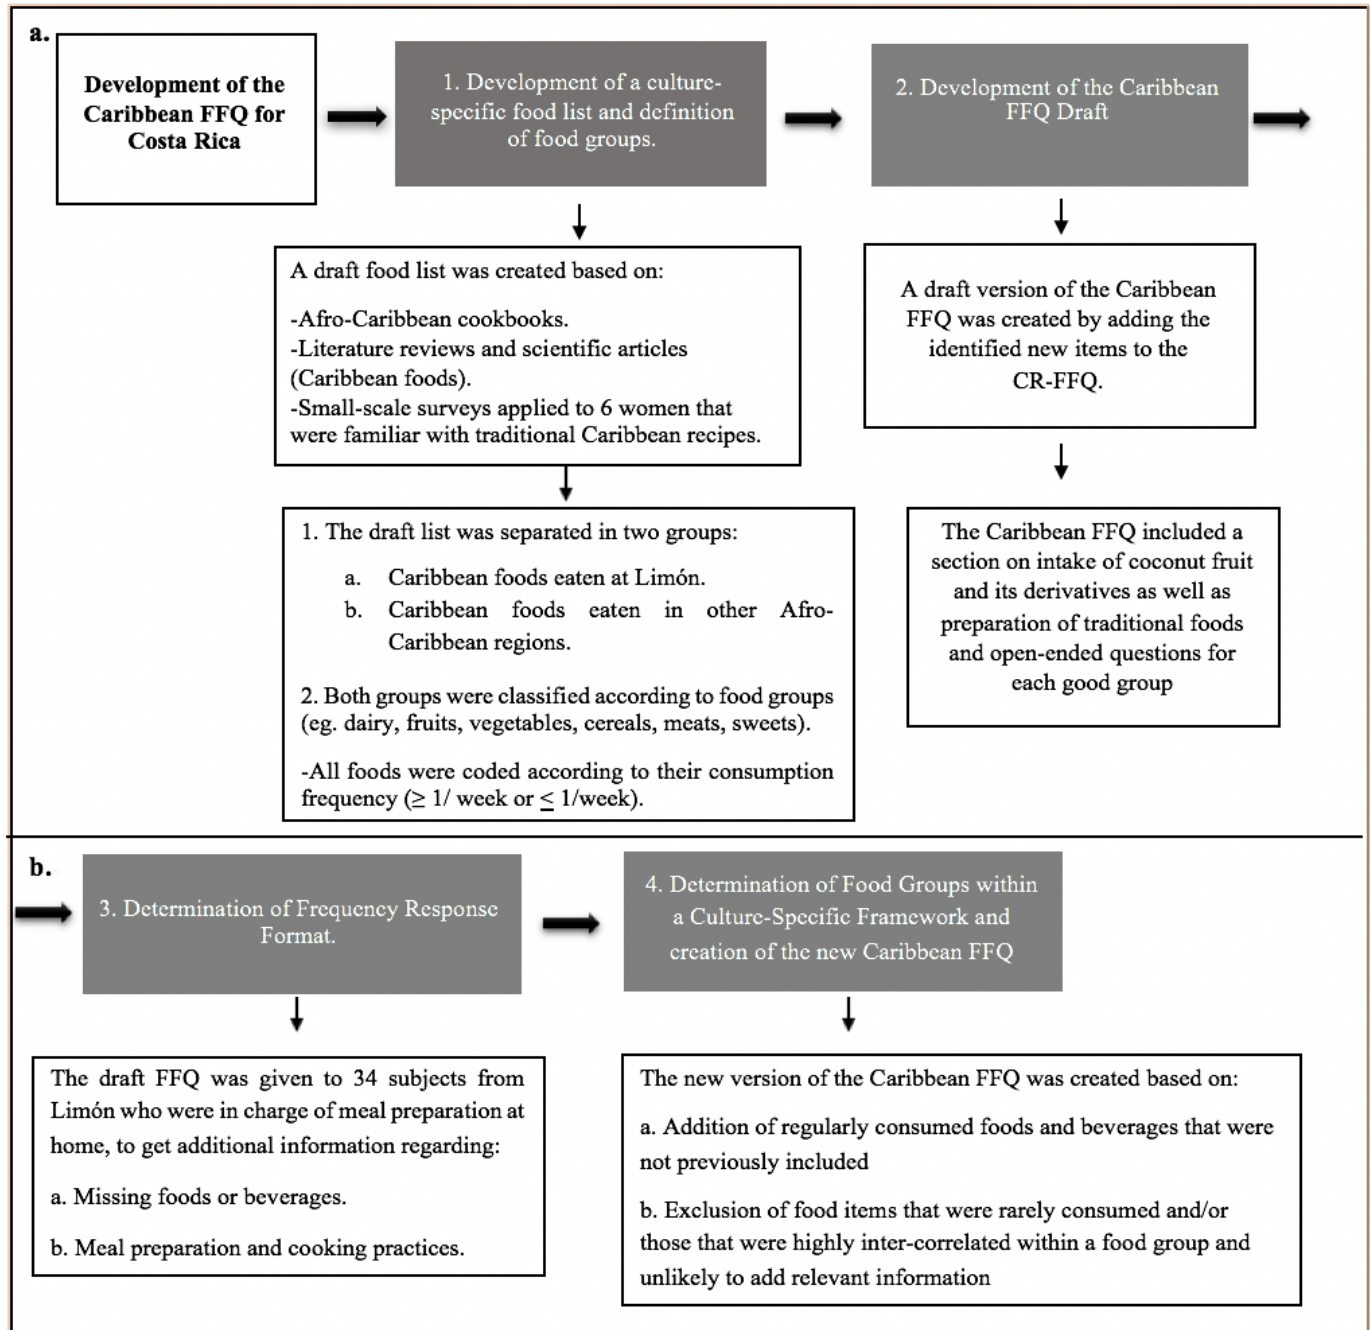 a.
Development of the
Caribbean FFQ for
Costa Rica
1. Development of a culture-
specific food list and definition
of food groups.
2. Development of the Caribbean
FFQ Draft
A draft food list was created based on:
-Afro-Caribbean cookbooks.
-Literature reviews and scientific articles
(Caribbean foods).
-Small-scale surveys applied to 6 women that
were familiar with traditional Caribbean recipes.
1. The draft list was separated in two groups:
a. Caribbean foods eaten at Limón.
b. Caribbean foods eaten in other Afro-
Caribbean regions.
2. Both groups were classified according to food groups
(eg. dairy, fruits, vegetables, cereals, meats, sweets).
-All foods were coded according to their consumption
frequency (≥ 1/ week or ≤ 1/week).
A draft version of the Caribbean
FFQ was created by adding the
identified new items to the
CR-FFQ.
The Caribbean FFQ included a
section on intake of coconut fruit
and its derivatives as well as
preparation of traditional foods
and open-ended questions for
each good group
b.
3. Determination of Frequency Response
Format.
4. Determination of Food Groups within
a Culture-Specific Framework and
creation of the new Caribbean FFQ
The draft FFQ was given to 34 subjects from
Limón who were in charge of meal preparation at
home, to get additional information regarding:
a. Missing foods or beverages.
b. Meal preparation and cooking practices.
The new version of the Caribbean FFQ was created based on:
a. Addition of regularly consumed foods and beverages that were
not previously included
b. Exclusion of food items that were rarely consumed and/or
those that were highly inter-correlated within a food group and
unlikely to add relevant information